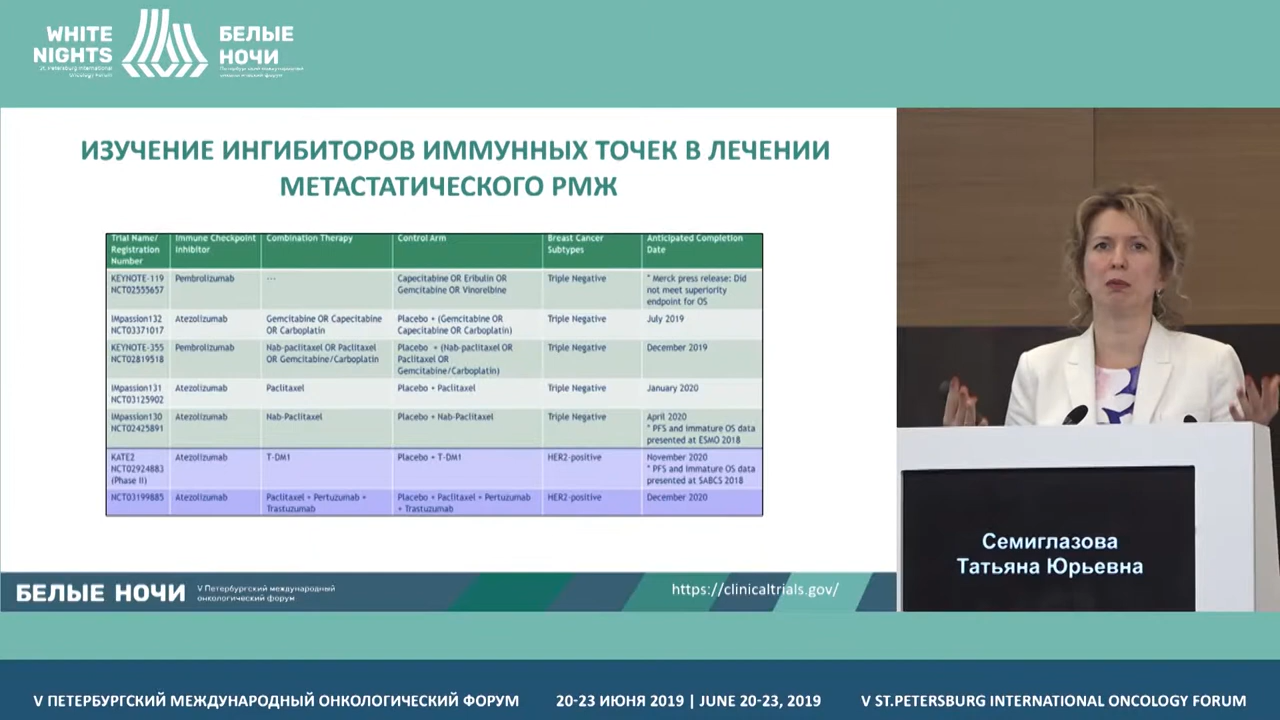 WHITE
NIGHTS
St. Petersburg International
Oncology Forum
БЕЛЫЕ
НОЧИ
Петербургский международный
онкологический форум
ИЗУЧЕНИЕ ИНГИБИТОРОВ ИММУННЫХ ТОЧЕК В ЛЕЧЕНИИ
МЕТАСТАТИЧЕСКОГО РМЖ
Trial Name/ Immune Checkpoint Combination Therapy Control Arm Breast Cancer Anticipated Completion
Registration Inhibitor Subtypes Date
Number
KEYNOTE-119 Pembrolizumab --- Capecitabine OR Eribulin OR Triple Negative * Merck press release: Did
NCT02555657 Gemcitabine OR Vinorelbine not meet superiority
endpoint for OS
IMpassion132 Atezolizumab Gemcitabine OR Capecitabine Placebo + (Gemcitabine OR Triple Negative July 2019
NCT03371017 OR Carboplatin Capecitabine OR Carboplatin)
KEYNOTE-355 Pembrolizumab Nab-paclitaxel OR Paclitaxel Placebo + (Nab-paclitaxel OR Triple Negative December 2019
NCT02819518 OR Gemcitabine/Carboplatin Paclitaxel OR
Gemcitabine/Carboplatin)
IMpassion131 Atezolizumab Paclitaxel Placebo + Paclitaxel Triple Negative January 2020
NCT03125902
IMpassion130 Atezolizumab Nab-Paclitaxel Placebo + Nab-Paclitaxel Triple Negative April 2020
NCT02425891 * PFS and immature OS data
presented at ESMO 2018
KATE2 Atezolizumab T-DM1 Placebo + T-DM1 HER2-positive November 2020
NCT02924883 * PFS and immature OS data
(Phase II) presented at SABCS 2018
NCT03199885 Atezolizumab Paclitaxel + Pertuzumab + Placebo + Paclitaxel + Pertuzumab HER2-positive December 2020
Trastuzumab + Trastuzumab
БЕЛЫЕ НОЧИ
V Петербургский международный
онкологический форум
https://clinicaltrials.gov/
Семиглазова
Татьяна Юрьевна
V ПЕТЕРБУРГСКИЙ МЕЖДУНАРОДНЫЙ ОНКОЛОГИЧЕСКИЙ ФОРУМ 20-23 ИЮНЯ 2019 | JUNE 20-23, 2019 V ST.PETERSBURG INTERNATIONAL ONCOLOGY FORUM